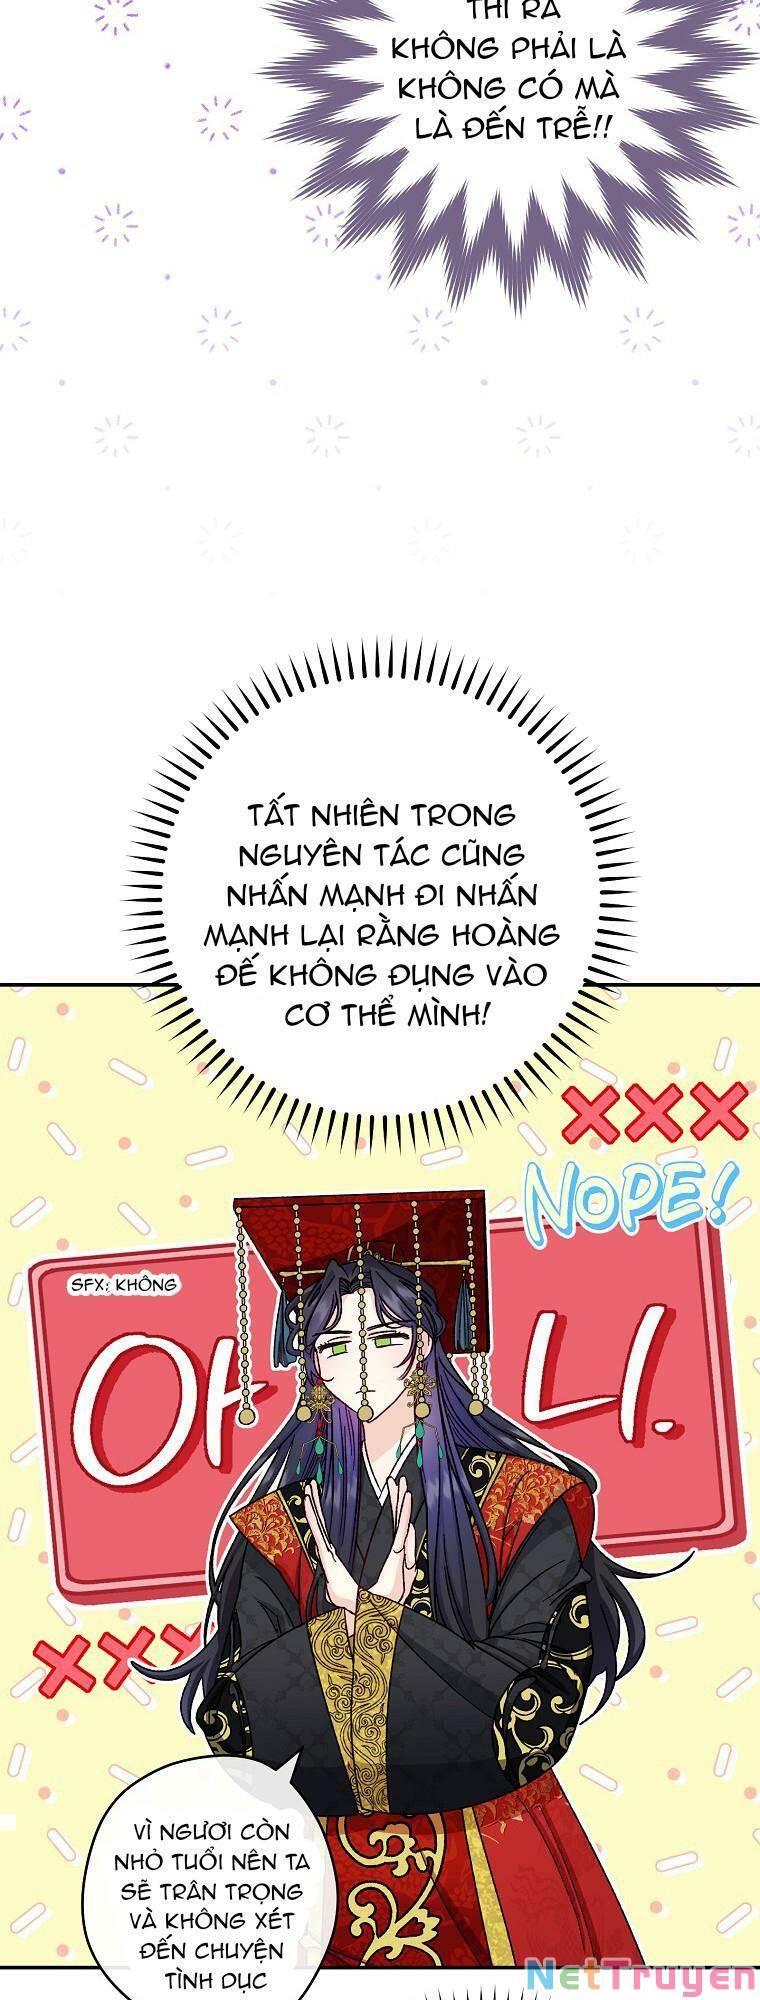 THÌ RA
KHÔNG PHẢI LÀ
KHÔNG CÓ MÀ
LÀ ĐẾN TRỄ!!
TẤT NHIÊN TRONG
NGUYÊN TÁC CŨNG
NHẤN MẠNH ĐI NHẤN
MẠNH LẠI RẰNG HOÀNG
ĐẾ KHÔNG ĐỤNG VÀO
CƠ THỂ MÌNH!
NOPE!
SFX: KHÔNG
아니.
VÌ NGƯƠI CÒN
NHỎ TUỔI NÊN TA
SẼ TRÂN TRỌNG
VÀ KHÔNG XÉT
ĐẾN CHUYỆN
TÌNH DỤC
NetTruyen